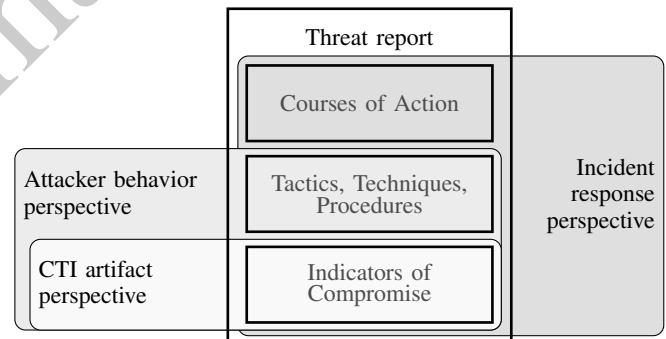 Threat report
Courses of Action
Attacker behavior
perspective
Tactics, Techniques,
Procedures
Incident
response
perspective
CTI artifact
perspective
Indicators of
Compromise